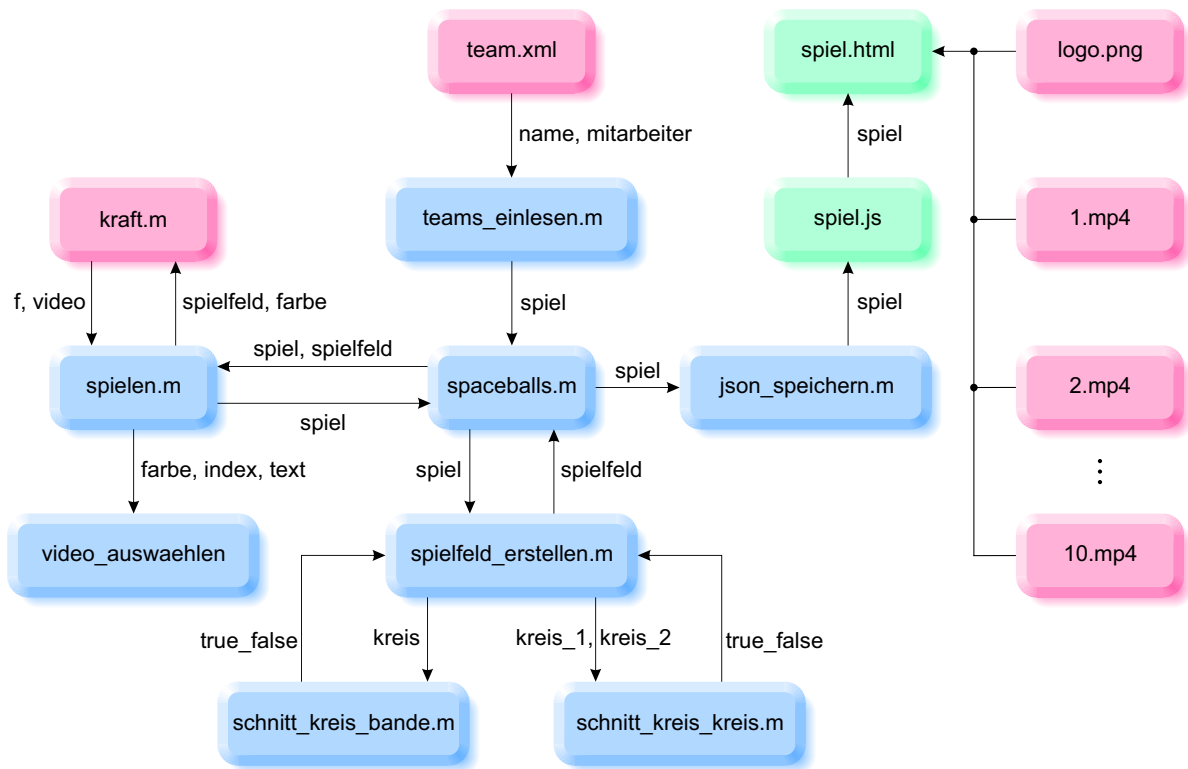 team.xml
spiel.html
logo.png
name, mitarbeiter
spiel
kraft.m
teams_einlesen.m
spiel.js
1.mp4
f, video
spielfeld, farbe
spiel
spiel
spiel, spielfeld
spielen.m
spaceballs.m
spiel
json_speichern.m
2.mp4
spiel
farbe, index, text
spiel
spielfeld
⋮
video_auswaehlen
spielfeld_erstellen.m
10.mp4
true_false
kreis
kreis_1, kreis_2
true_false
schnitt_kreis_bande.m
schnitt_kreis_kreis.m